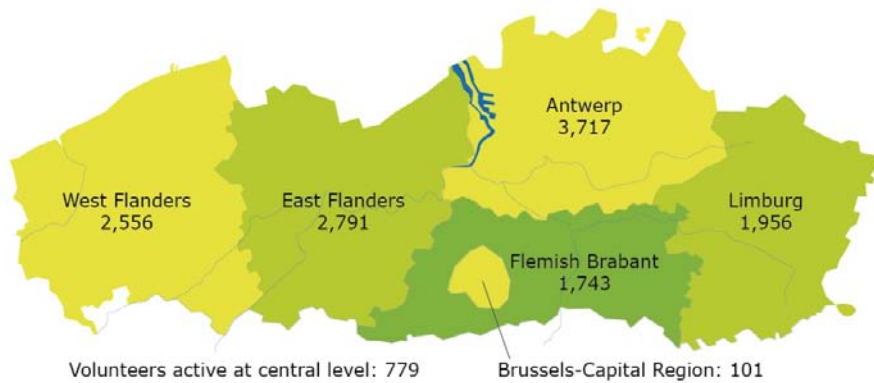 Antwerp
3,717
West Flanders
2,556
East Flanders
2,791
Limburg
1,956
Flemish Brabant
1,743
Volunteers active at central level: 779
Brussels-Capital Region: 101